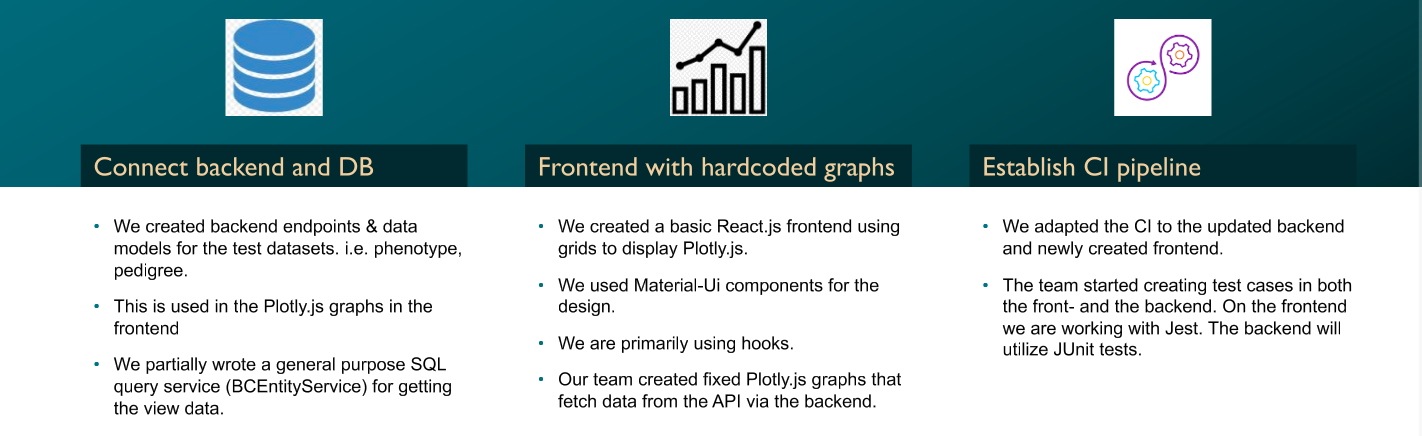 Connect backend and DB
• We created backend endpoints & data
models for the test datasets. i.e. phenotype,
pedigree.
• This is used in the Plotly.js graphs in the
frontend
• We partially wrote a general purpose SQL
query service (BCEntityService) for getting
the view data.
Frontend with hardcoded graphs
• We created a basic React.js frontend using
grids to display Plotly.js.
• We used Material-Ui components for the
design.
• We are primarily using hooks.
• Our team created fixed Plotly.js graphs that
fetch data from the API via the backend.
Establish CI pipeline
• We adapted the CI to the updated backend
and newly created frontend.
• The team started creating test cases in both
the front- and the backend. On the frontend
we are working with Jest. The backend will
utilize JUnit tests.